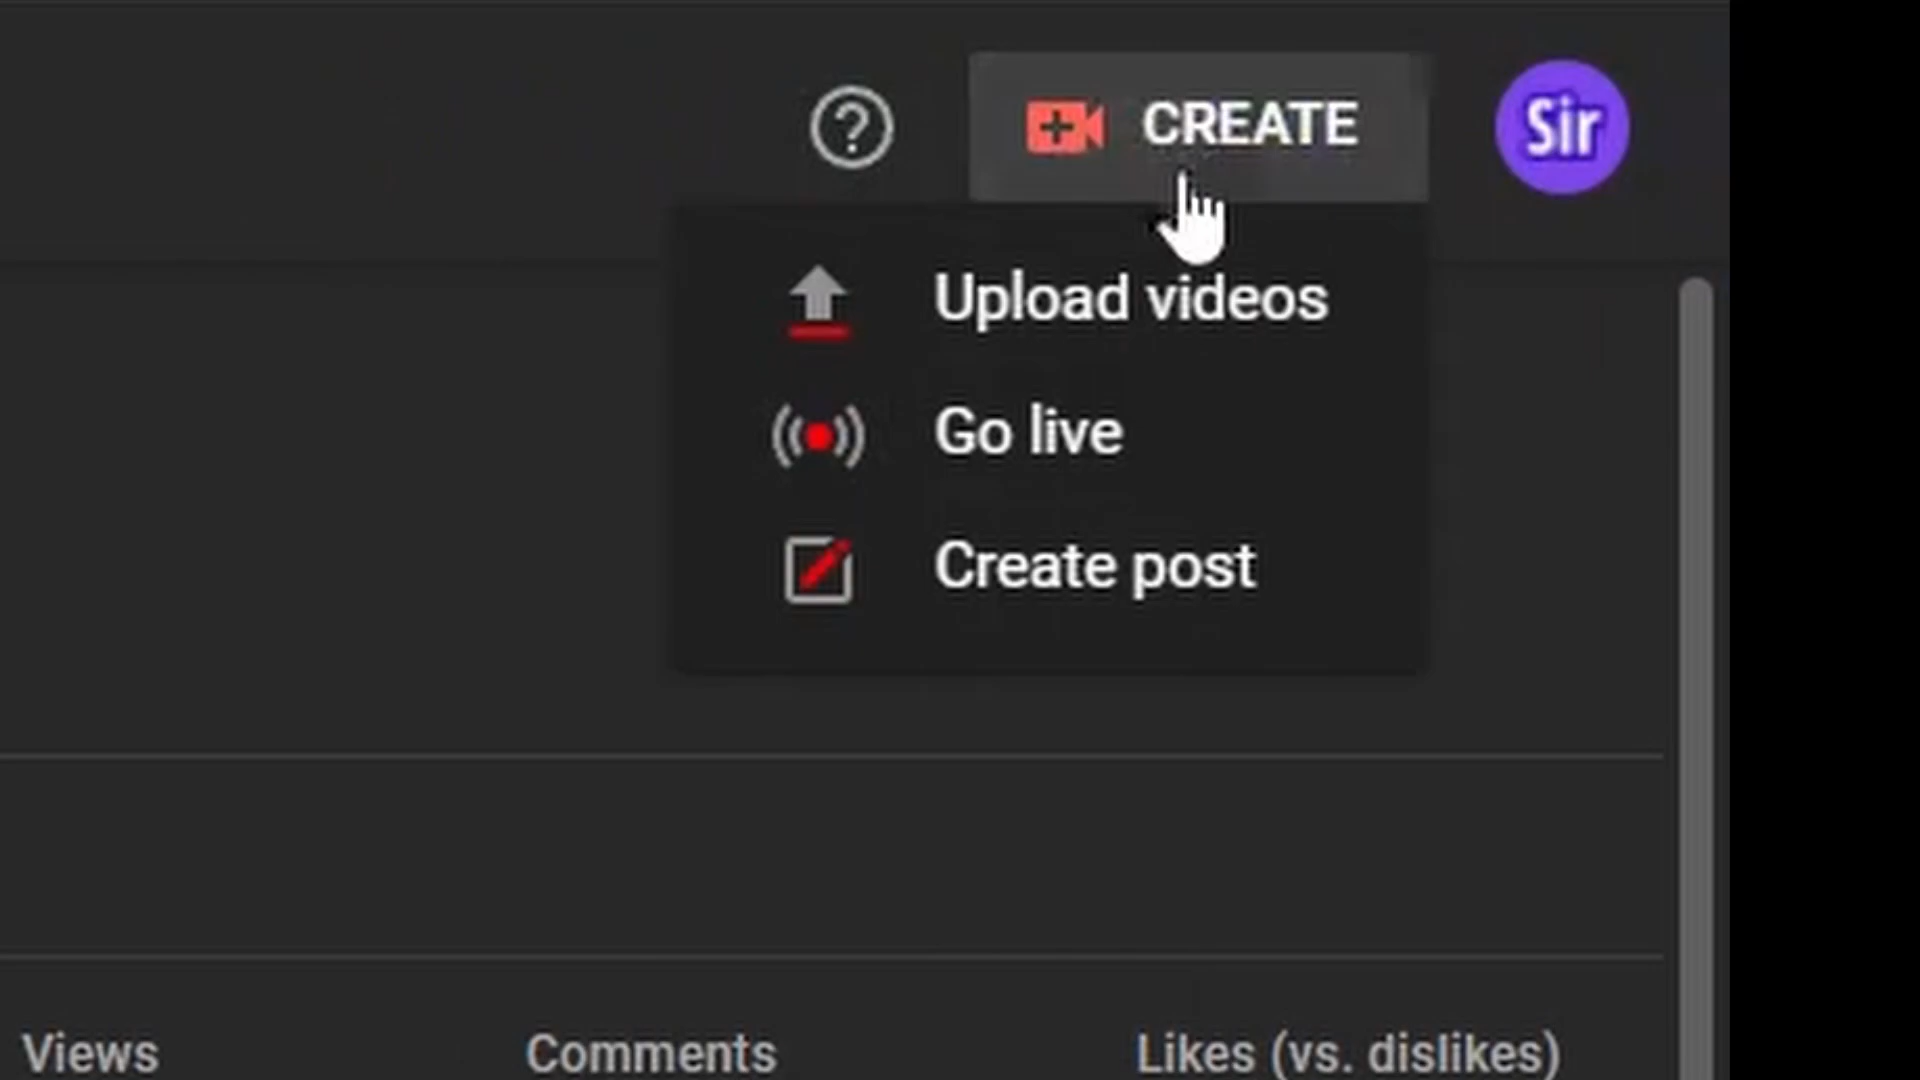 CREATE
Sir
Upload videos
Go live
Create post
Views Comments Likes (vs. dislikes)